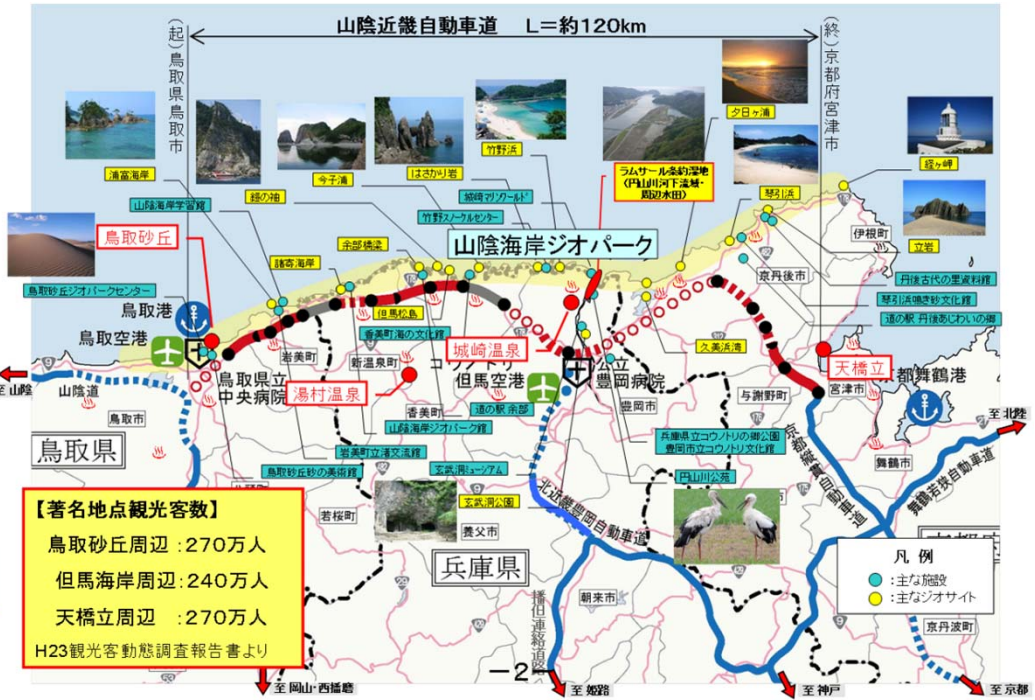 山陰近畿自動車道 L=約120km
(起)鳥取県鳥取市
(終)京都府宮津市
浦富海岸
山陰海岸学習館
鎧の袖
今子浦
はさかり岩
竹野浜
城崎マリンワールド
竹野スノーケルセンター
ラムサール条約湿地
(円山川河下流域・
周辺水田)
夕日ヶ浦
琴引浜
経ヶ岬
立岩
伊根町
鳥取砂丘
鳥取砂丘ジオパークセンター
諸寄海岸
余部橋梁
山陰海岸ジオパーク
京丹後市
丹後古代の里資料館
琴引浜鳴き砂文化館
道の駅 丹後あじわいの郷
鳥取港
鳥取空港
但馬松島
香美町海の文化館
城崎温泉
久美浜湾
天橋立
至 山陰
山陰道
鳥取市
鳥取県立
中央病院
岩美町
新温泉町
湯村温泉
香美町
コウノトリ
但馬空港
公立
豊岡病院
豊岡市
与謝野町
宮津市
京都舞鶴港
至 北陸
道の駅 余部
山陰海岸ジオパーク館
岩美町立渚交流館
鳥取砂丘砂の美術館
兵庫県立コウノトリの郷公園
豊岡市立コウノトリ文化館
玄武洞ミュージアム
円山川公苑
玄武洞公園
鳥取県
若桜町
養父市
兵庫県
朝来市
北近畿豊岡自動車道
播但連絡道路
京都縦貫自動車道
舞鶴若狭自動車道
舞鶴市
京丹波町
【著名地点観光客数】
鳥取砂丘周辺:270万人
但馬海岸周辺:240万人
天橋立周辺:270万人
H23観光客動態調査報告書より
凡例
:主な施設
:主なジオサイト
-2-
至 岡山・西播磨
至 姫路
至 神戸
至 京都